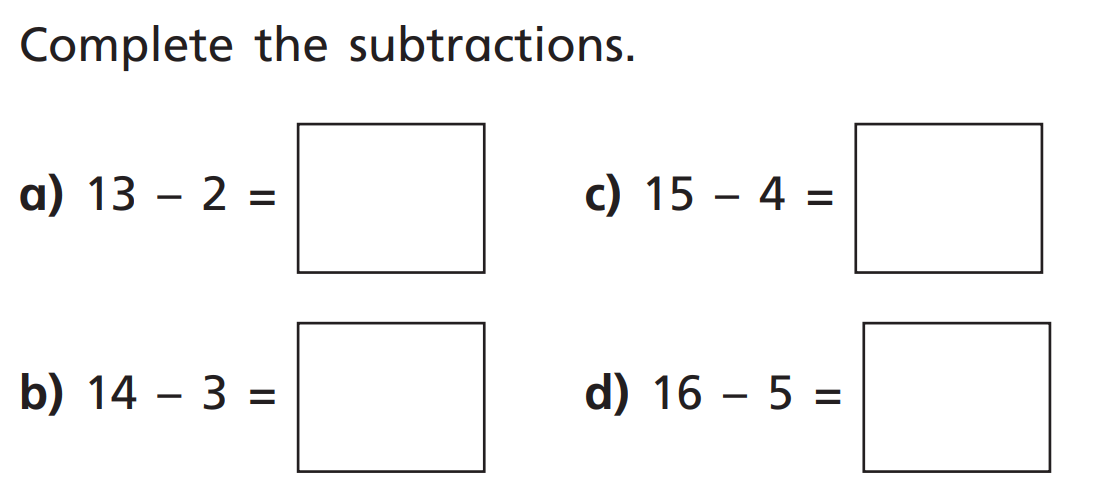 Complete the subtractions.
a) 13 – 2 =
b) 14 – 3 =
c) 15 – 4 =
d) 16 – 5 =